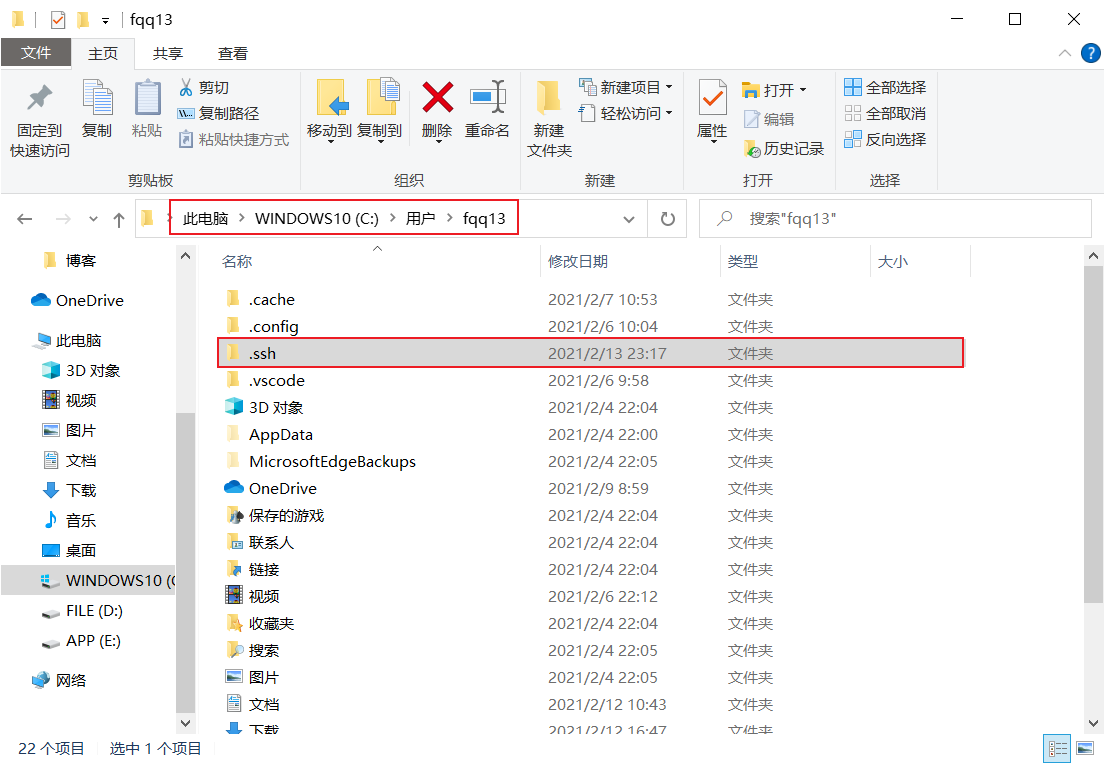 fqq13
文件 主页 共享 查看
固定到
快速访问
复制
粘贴
剪切
复制路径
粘贴快捷方式
剪贴板
移动到
复制到
删除
重命名
组织
新建
文件夹
新建项目
轻松访问
新建
属性
打开
编辑
历史记录
打开
全部选择
全部取消
反向选择
选择
此电脑 > WINDOWS10 (C:) > 用户 > fqq13
搜索"fqq13"
博客
OneDrive
此电脑
3D 对象
视频
图片
文档
下载
音乐
桌面
WINDOWS10 (
FILE (D:)
APP (E:)
网络
名称 修改日期 类型 大小
.cache 2021/2/7 10:53 文件夹
.config 2021/2/6 10:04 文件夹
.ssh 2021/2/13 23:17 文件夹
.vscode 2021/2/6 9:58 文件夹
3D 对象 2021/2/4 22:04 文件夹
AppData 2021/2/4 22:00 文件夹
MicrosoftEdgeBackups 2021/2/4 22:05 文件夹
OneDrive 2021/2/9 8:59 文件夹
保存的游戏 2021/2/4 22:04 文件夹
联系人 2021/2/4 22:04 文件夹
链接 2021/2/4 22:04 文件夹
视频 2021/2/6 22:12 文件夹
收藏夹 2021/2/4 22:04 文件夹
搜索 2021/2/4 22:05 文件夹
图片 2021/2/4 22:05 文件夹
文档 2021/2/12 10:43 文件夹
下载 2021/2/12 16:47 文件夹
22 个项目 选中 1 个项目